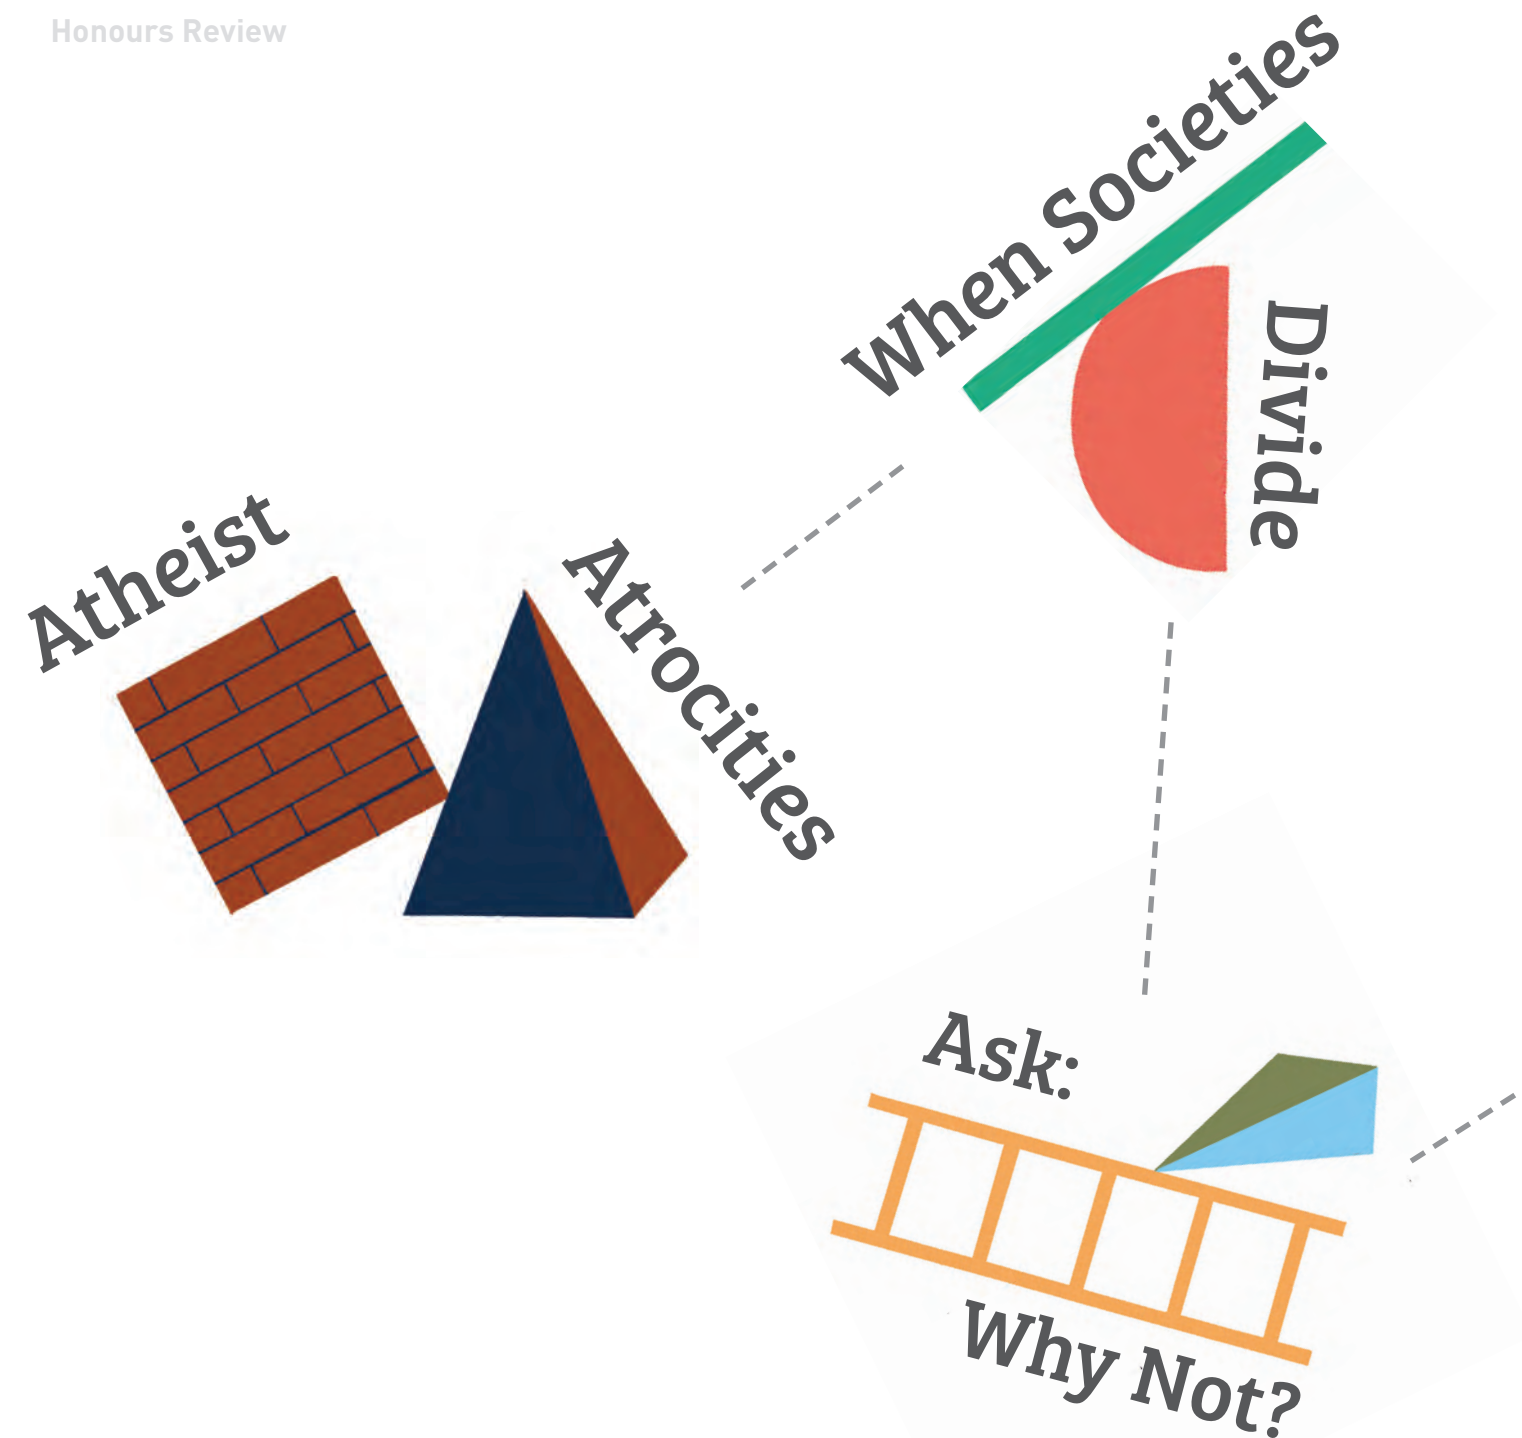 Honours Review
When Societies
Divide
Atheist
Atrocities
Ask:
Why Not?